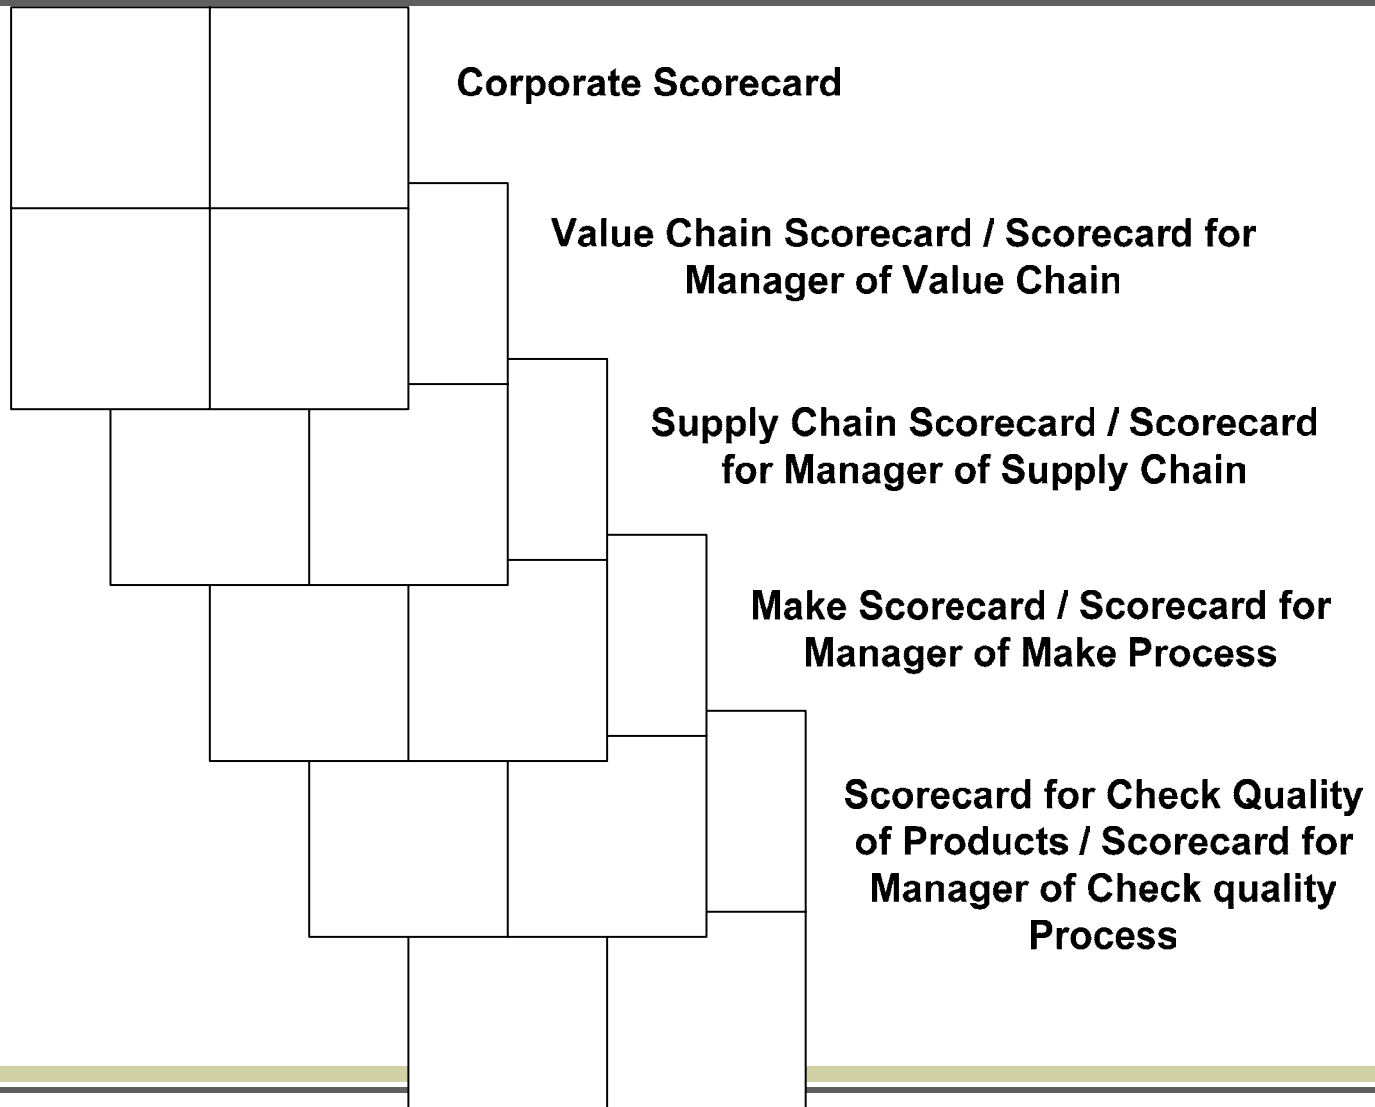 Corporate Scorecard
Value Chain Scorecard / Scorecard for
Manager of Value Chain
Supply Chain Scorecard / Scorecard
for Manager of Supply Chain
Make Scorecard / Scorecard for
Manager of Make Process
Scorecard for Check Quality
of Products / Scorecard for
Manager of Check quality
Process